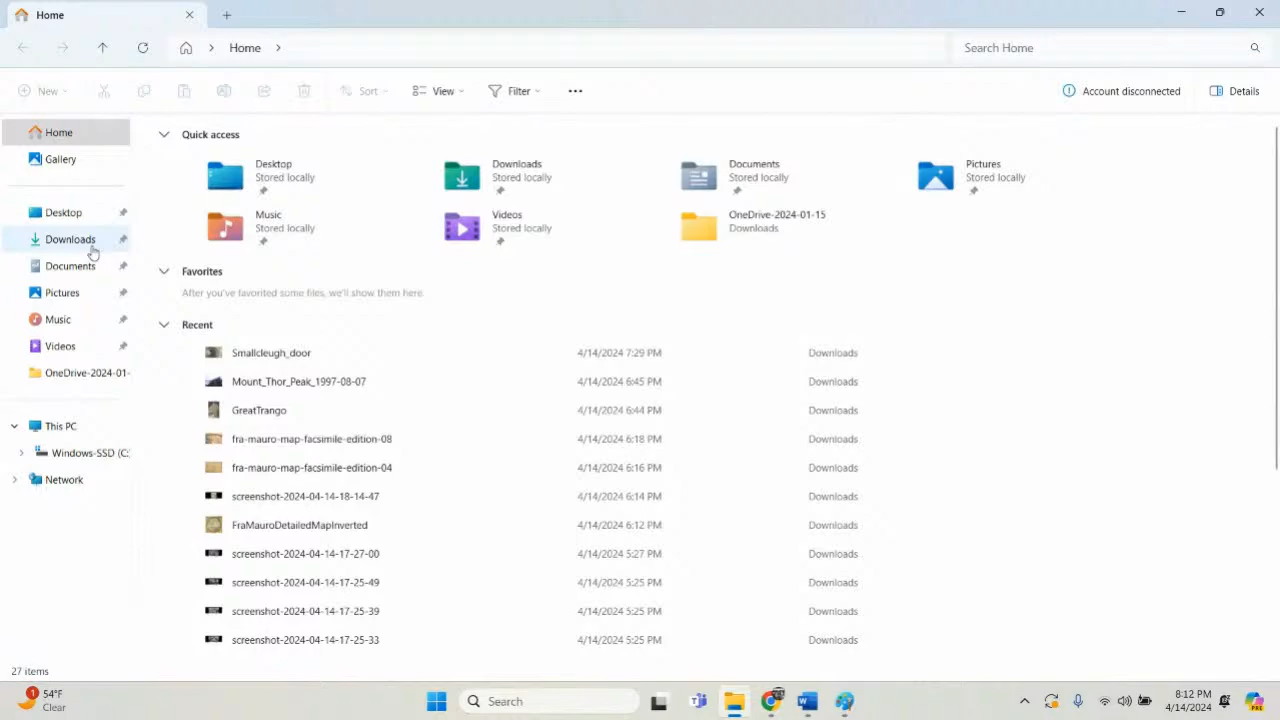 Home
Home
Search Home
New
Sort
View
Filter
Account disconnected
Details
Home
Gallery
Desktop
Downloads
Documents
Pictures
Music
Videos
OneDrive-2024-01-
This PC
Windows-SSD (C:
Network
Quick access
Desktop
Stored locally
Downloads
Stored locally
Documents
Stored locally
Pictures
Stored locally
Music
Stored locally
Videos
Stored locally
OneDrive-2024-01-15
Downloads
Favorites
After you've favorited some files, we'll show them here.
Recent
Smallcleugh_door 4/14/2024 7:29 PM Downloads
Mount_Thor_Peak_1997-08-07 4/14/2024 6:45 PM Downloads
GreatTrango 4/14/2024 6:44 PM Downloads
fra-mauro-map-facsimile-edition-08 4/14/2024 6:18 PM Downloads
fra-mauro-map-facsimile-edition-04 4/14/2024 6:16 PM Downloads
screenshot-2024-04-14-18-14-47 4/14/2024 6:14 PM Downloads
FraMauroDetailedMapInverted 4/14/2024 6:12 PM Downloads
screenshot-2024-04-14-17-27-00 4/14/2024 5:27 PM Downloads
screenshot-2024-04-14-17-25-49 4/14/2024 5:25 PM Downloads
screenshot-2024-04-14-17-25-39 4/14/2024 5:25 PM Downloads
screenshot-2024-04-14-17-25-33 4/14/2024 5:25 PM Downloads
27 items
1
54°F
Clear
Search
8:12 PM
4/14/2024